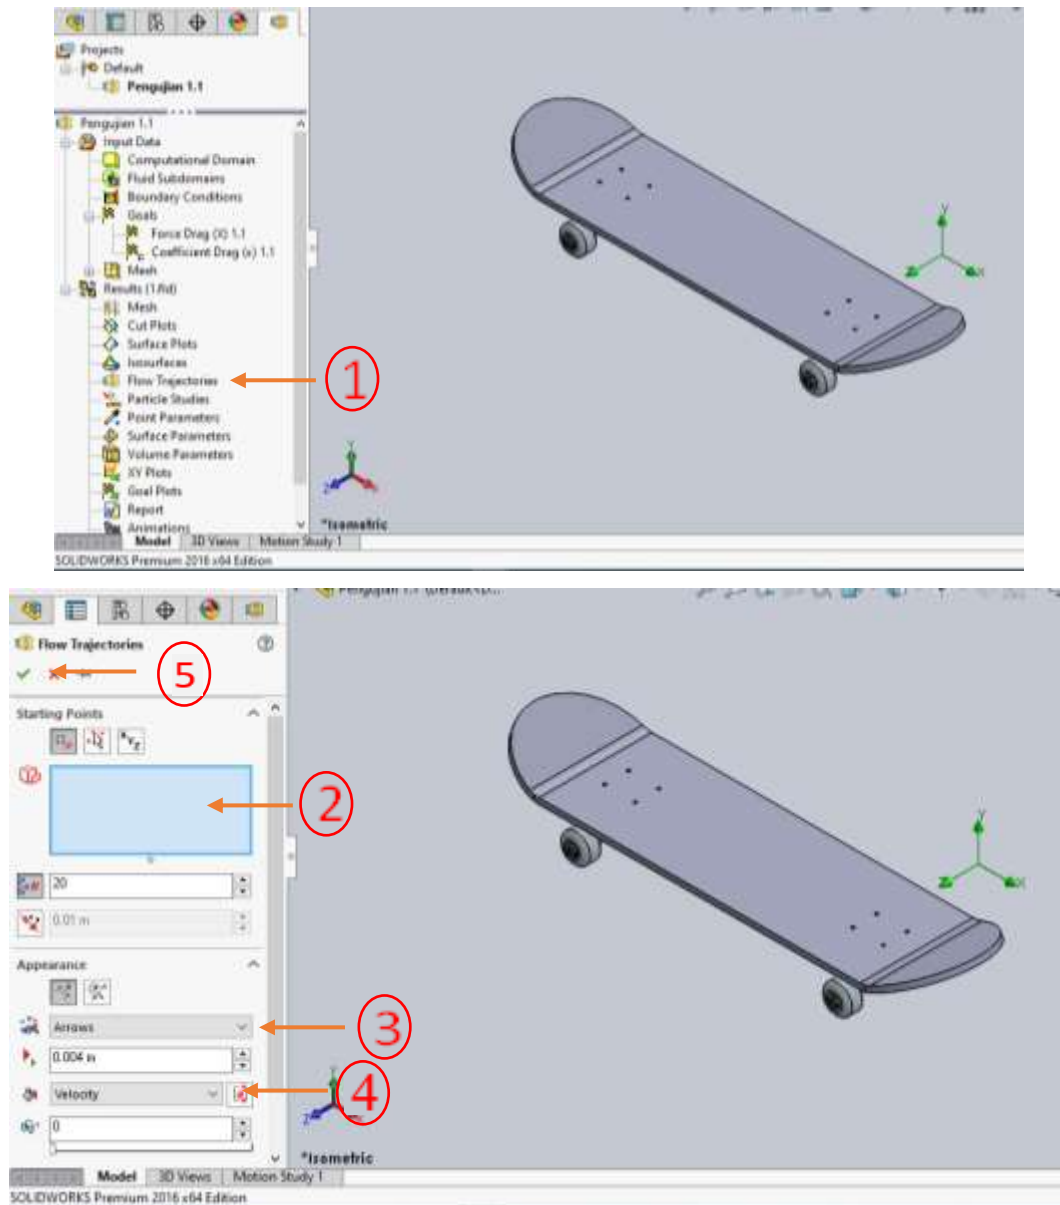 Projects
Default
Pengujian 1.1
Pengujian 1.1
Input Data
Computational Domain
Fluid Subdomains
Boundary Conditions
Goals
Force Drag (X) 1.1
Coefficient Drag (x) 1.1
Mesh
Results (1.fld)
Mesh
Cut Plots
Surface Plots
Isosurfaces
Flow Trajectories
1
Particle Studies
Point Parameters
Surface Parameters
Volume Parameters
XY Plots
Goal Plots
Report
Animations
Y
Z
X
Y
Z
*Isometric
Model 3D Views Motion Study 1
SOLIDWORKS Premium 2016 x64 Edition
Pengujian 1.1 (Default<D...
Flow Trajectories
5
Starting Points
2
20
0.01 m
Appearance
Arrows
3
0.004 m
Velocity
4
0
Y
Z
X
Y
Z
*Isometric
Model 3D Views Motion Study 1
SOLIDWORKS Premium 2016 x64 Edition